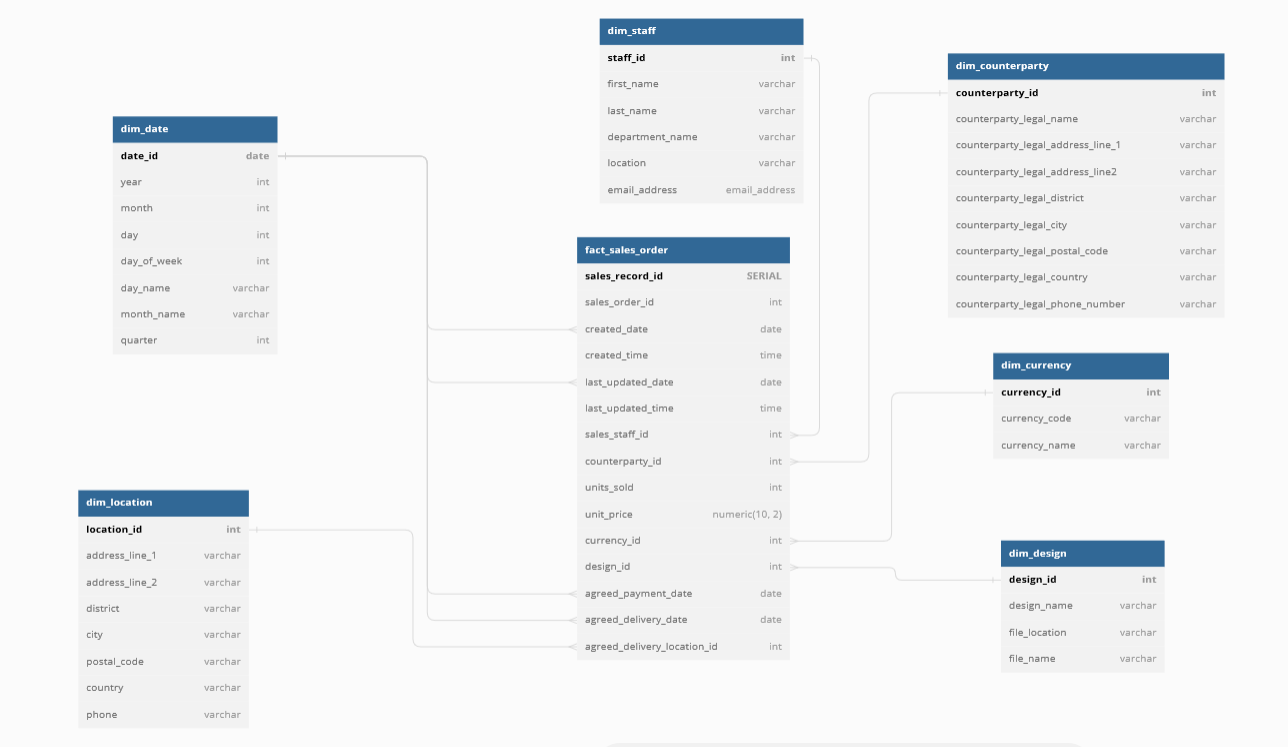 dim_staff
staff_id int
first_name varchar
last_name varchar
department_name varchar
location varchar
email_address email_address
dim_counterparty
counterparty_id int
counterparty_legal_name varchar
counterparty_legal_address_line_1 varchar
counterparty_legal_address_line2 varchar
counterparty_legal_district varchar
counterparty_legal_city varchar
counterparty_legal_postal_code varchar
counterparty_legal_country varchar
counterparty_legal_phone_number varchar
dim_date
date_id date
year int
month int
day int
day_of_week int
day_name varchar
month_name varchar
quarter int
fact_sales_order
sales_record_id SERIAL
sales_order_id int
created_date date
created_time time
last_updated_date date
last_updated_time time
sales_staff_id int
counterparty_id int
units_sold int
unit_price numeric(10, 2)
currency_id int
design_id int
agreed_payment_date date
agreed_delivery_date date
agreed_delivery_location_id int
dim_currency
currency_id int
currency_code varchar
currency_name varchar
dim_location
location_id int
address_line_1 varchar
address_line_2 varchar
district varchar
city varchar
postal_code varchar
country varchar
phone varchar
dim_design
design_id int
design_name varchar
file_location varchar
file_name varchar